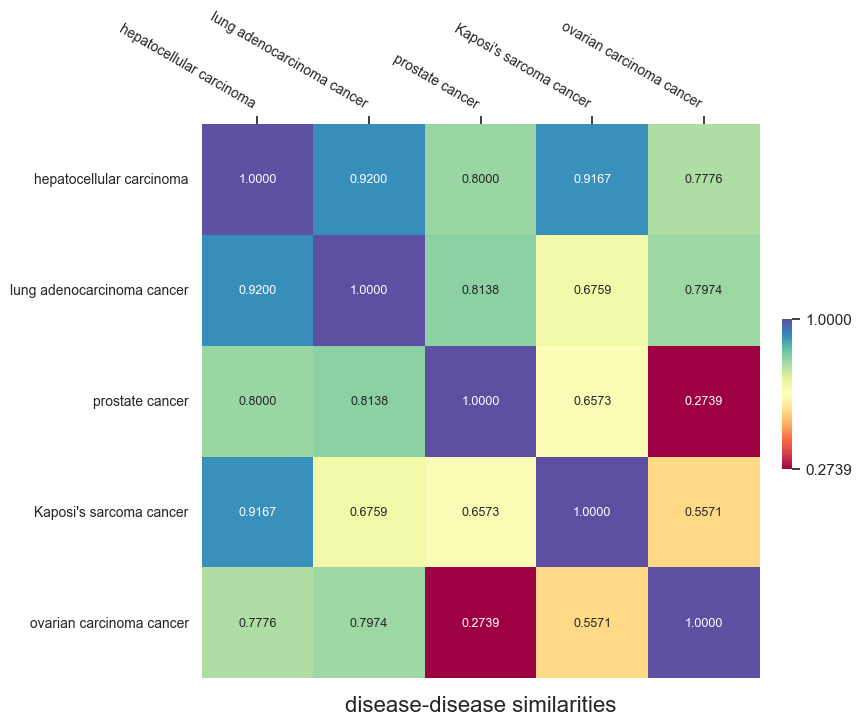 hepatocellular carcinoma
lung adenocarcinoma cancer
prostate cancer
Kaposi's sarcoma cancer
ovarian carcinoma cancer
hepatocellular carcinoma 1.0000 0.9200 0.8000 0.9167 0.7776
lung adenocarcinoma cancer 0.9200 1.0000 0.8138 0.6759 0.7974
1.0000
prostate cancer 0.8000 0.8138 1.0000 0.6573 0.2739
0.2739
Kaposi's sarcoma cancer 0.9167 0.6759 0.6573 1.0000 0.5571
ovarian carcinoma cancer 0.7776 0.7974 0.2739 0.5571 1.0000
disease-disease similarities